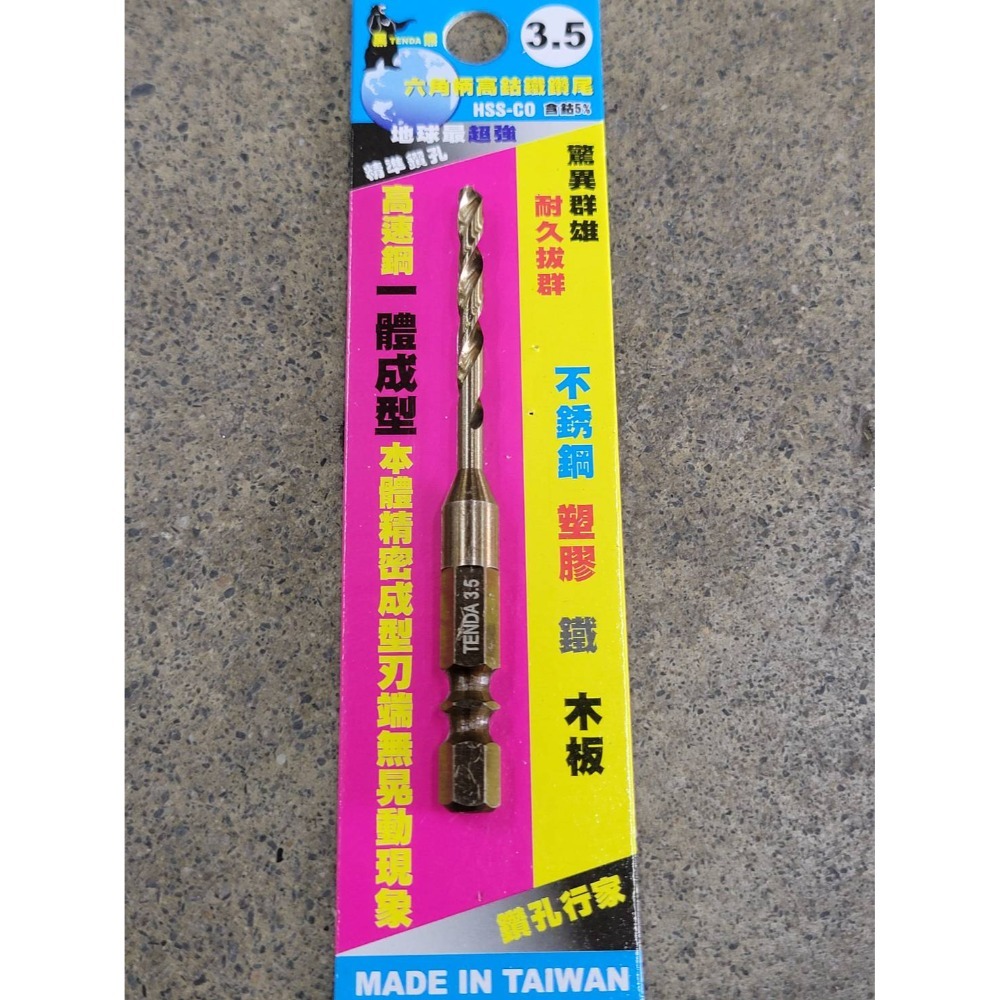 黑 TENDA 熊
3.5
六角柄高鈷鐵鑽尾
HSS-CO 含鈷5%
地球最超強
精準鑽孔
高速鋼一體成型本體精密成型刃端無晃動現象
驚異群雄
耐久拔群
不銹鋼 塑膠 鐵 木板
TENDA 3.5
鑽孔行家
MADE IN TAIWAN